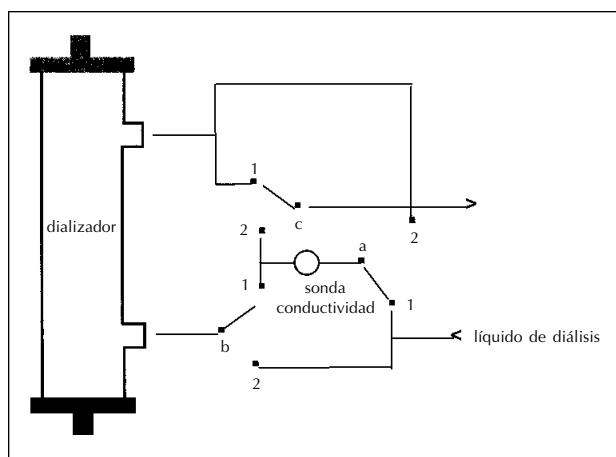 1
dializador
c
2
2
a
1
sonda
conductividad
1
b
líquido de diálisis
2